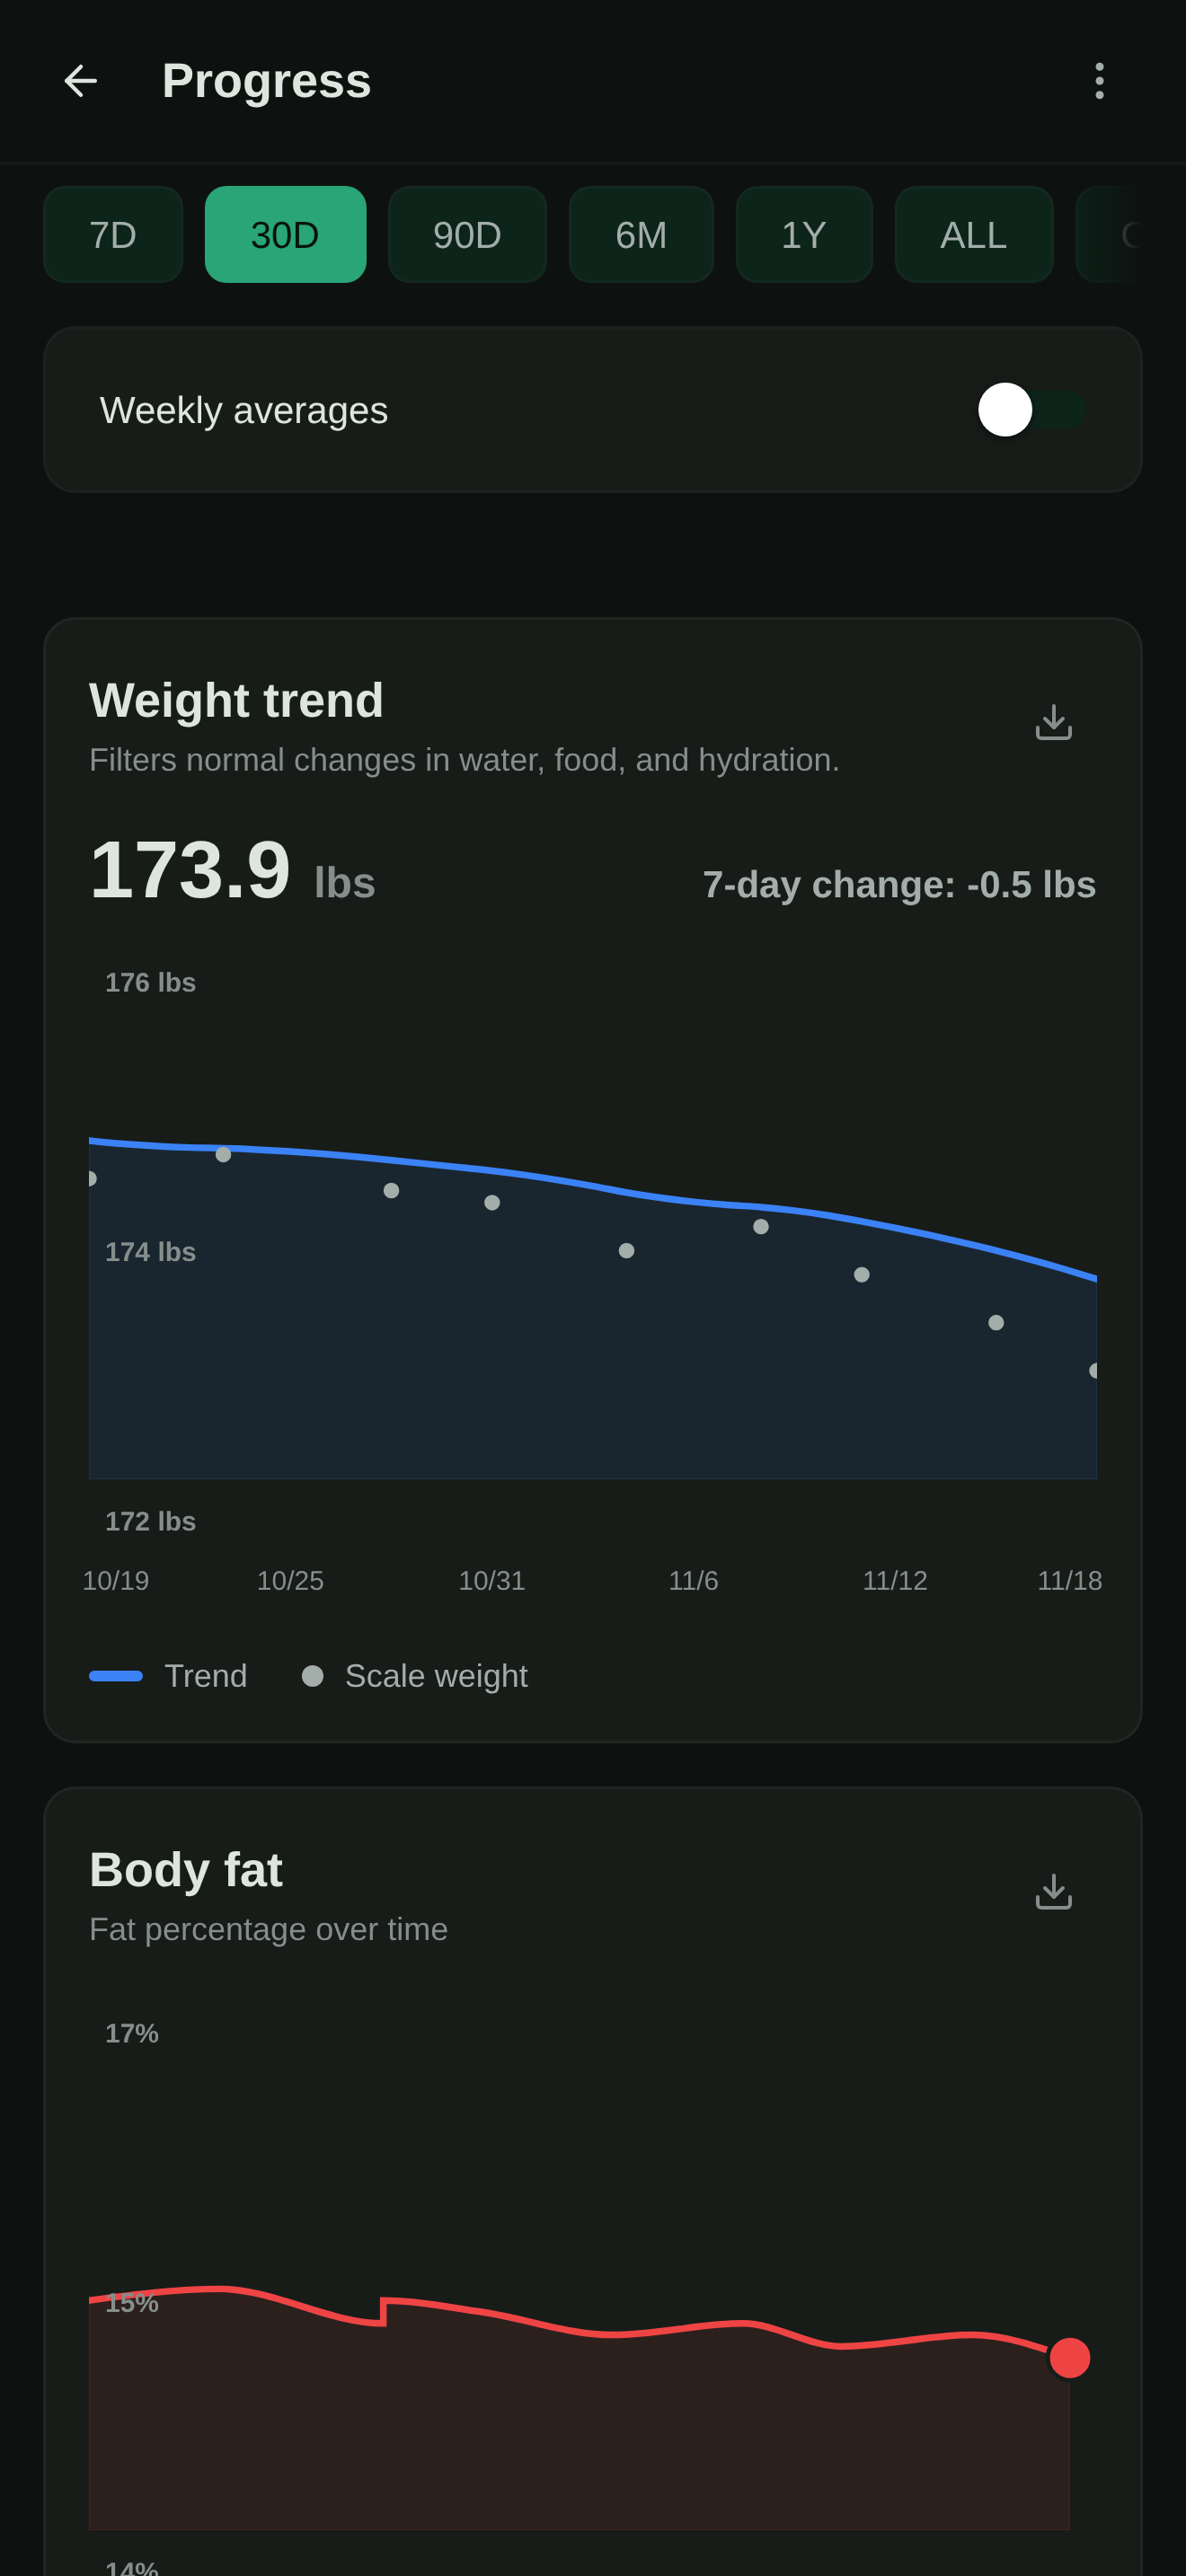 Progress
7D 30D 90D 6M 1Y ALL
Weekly averages
Weight trend
Filters normal changes in water, food, and hydration.
173.9 lbs
7-day change: -0.5 lbs
176 lbs
174 lbs
172 lbs
10/19 10/25 10/31 11/6 11/12 11/18
Trend Scale weight
Body fat
Fat percentage over time
17%
15%
14%